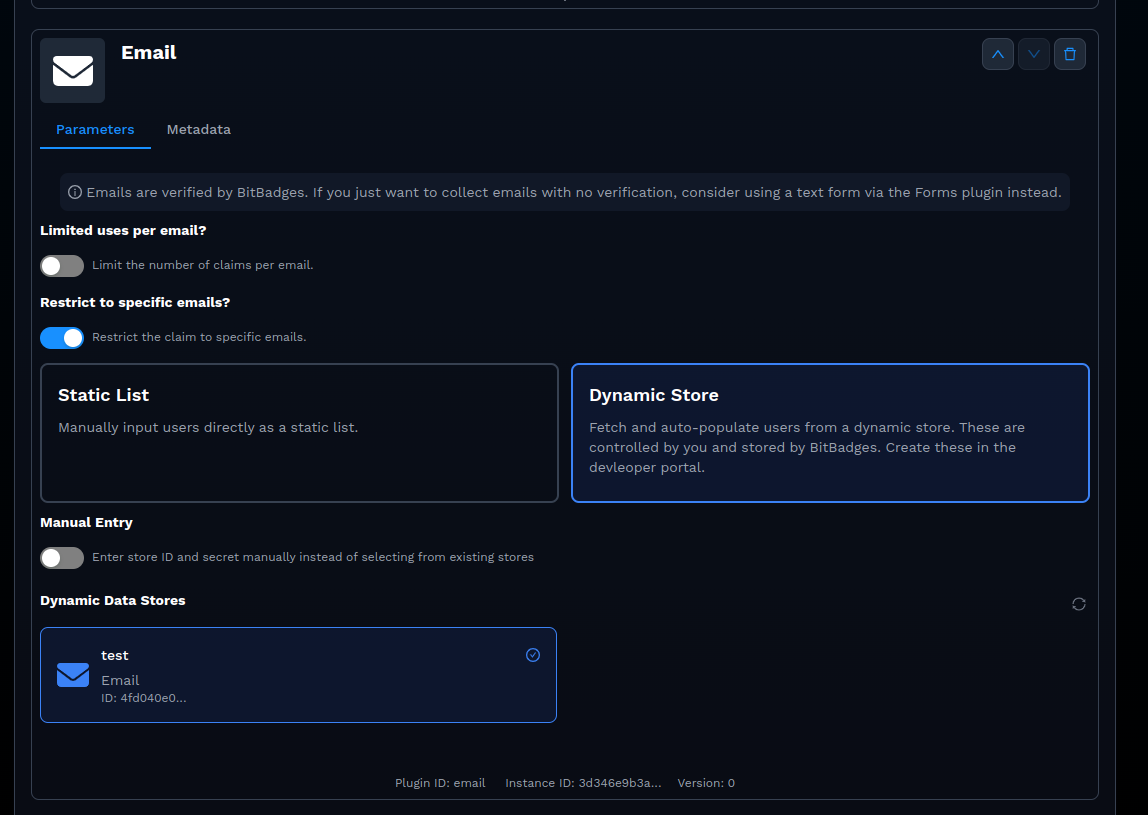 Email
Parameters
Metadata
Emails are verified by BitBadges. If you just want to collect emails with no verification, consider using a text form via the Forms plugin instead.
Limited uses per email?
Limit the number of claims per email.
Restrict to specific emails?
Restrict the claim to specific emails.
Static List
Manually input users directly as a static list.
Dynamic Store
Fetch and auto-populate users from a dynamic store. These are
controlled by you and stored by BitBadges. Create these in the
devleoper portal.
Manual Entry
Enter store ID and secret manually instead of selecting from existing stores
Dynamic Data Stores
test
Email
ID: 4fd040e0...
Plugin ID: email
Instance ID: 3d346e9b3a...
Version: 0